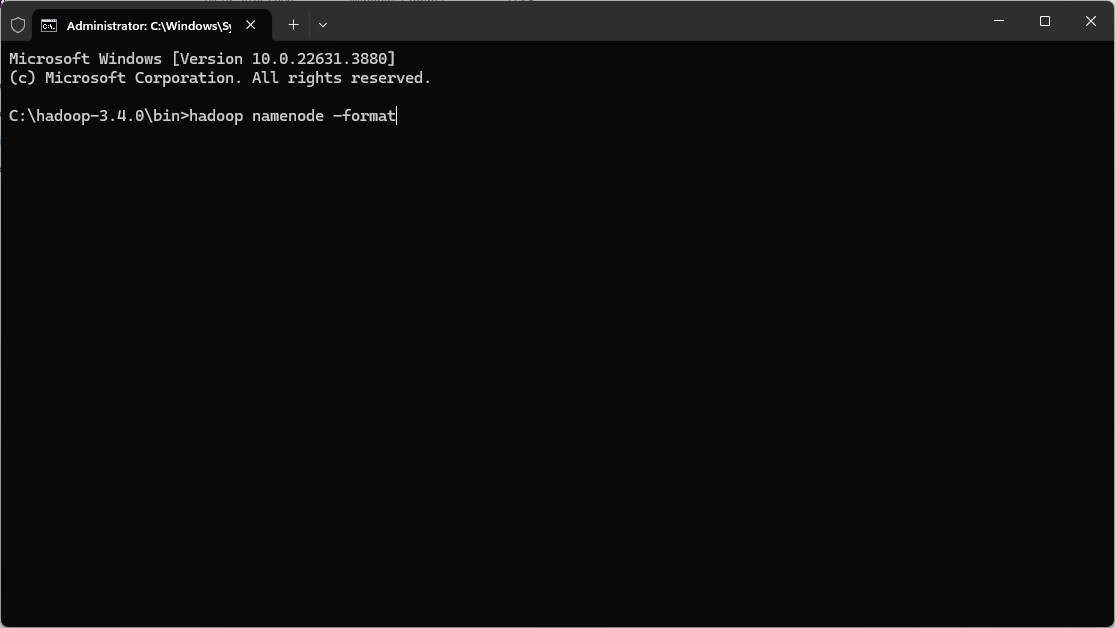 Administrator: C:\Windows\Sy
Microsoft Windows [Version 10.0.22631.3880]
(c) Microsoft Corporation. All rights reserved.
C:\hadoop-3.4.0\bin>hadoop namenode -format